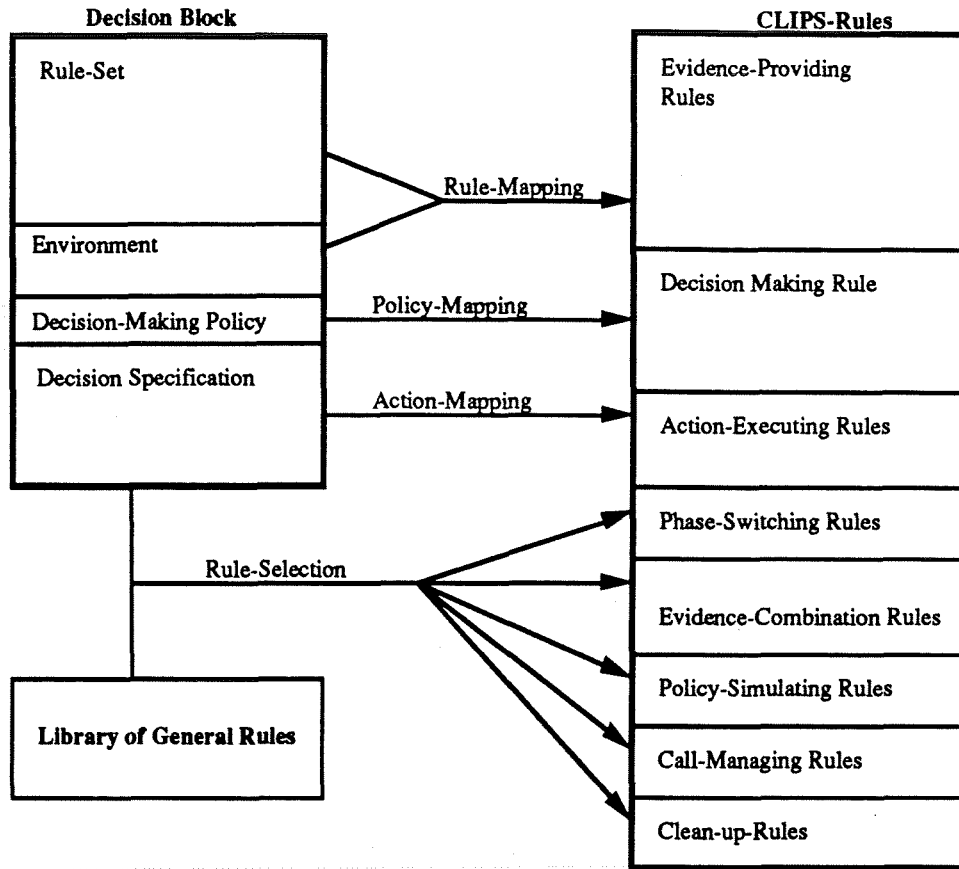 Decision Block
Rule-Set
Environment
Decision-Making Policy
Decision Specification
Library of General Rules
Rule-Mapping
Policy-Mapping
Action-Mapping
Rule-Selection
CLIPS-Rules
Evidence-Providing
Rules
Decision Making Rule
Action-Executing Rules
Phase-Switching Rules
Evidence-Combination Rules
Policy-Simulating Rules
Call-Managing Rules
Clean-up-Rules